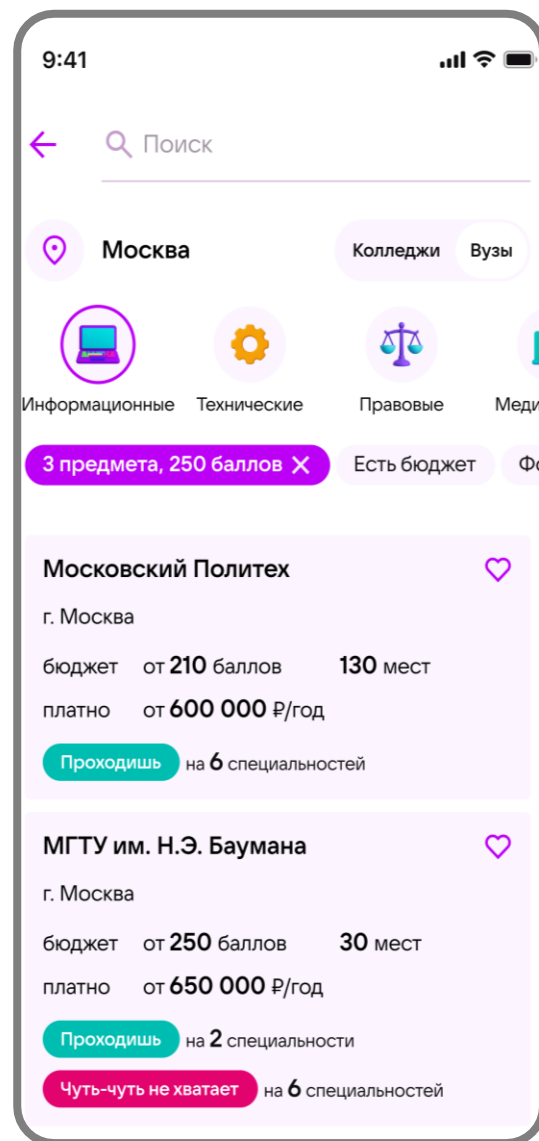 9:41
Поиск
Москва Колледжи Вузы
Информационные Технические Правовые Меди
3 предмета, 250 баллов Есть бюджет Фо
Московский Политех
г. Москва
бюджет от 210 баллов 130 мест
платно от 600 000 ₽/год
Проходишь на 6 специальностей
МГТУ им. Н.Э. Баумана
г. Москва
бюджет от 250 баллов 30 мест
платно от 650 000 ₽/год
Проходишь на 2 специальности
Чуть-чуть не хватает на 6 специальностей